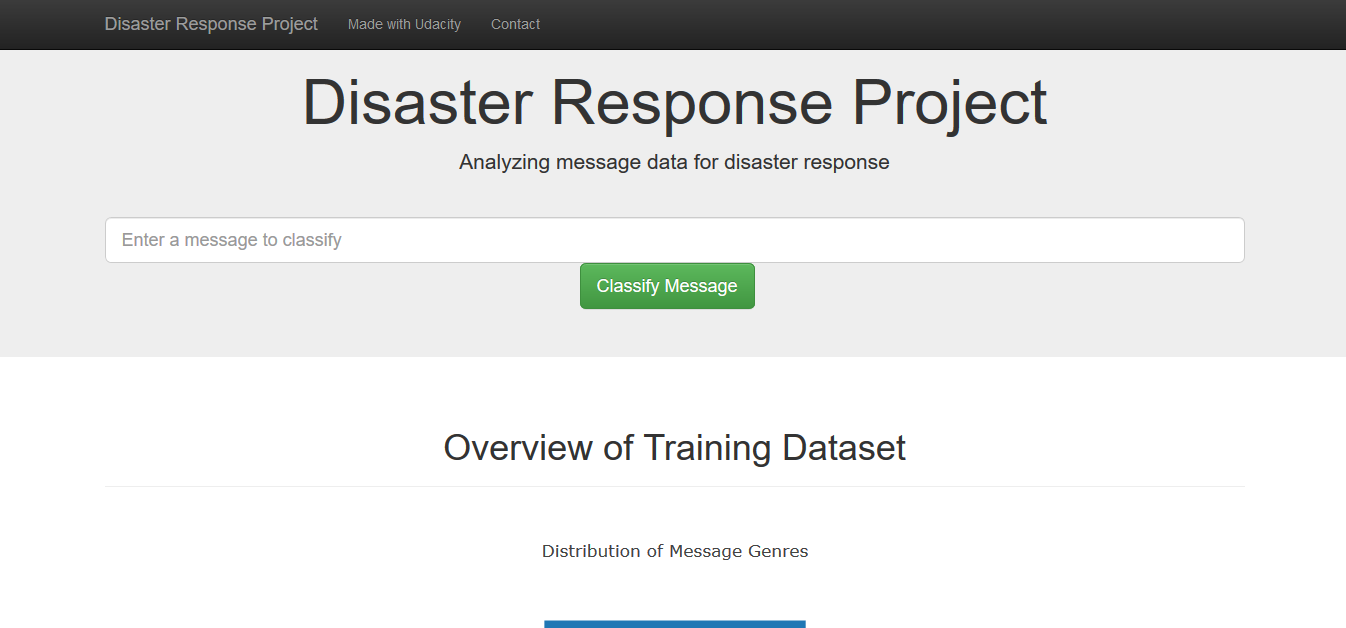 Disaster Response Project Made with Udacity Contact
Disaster Response Project
Analyzing message data for disaster response
Enter a message to classify
Classify Message
Overview of Training Dataset
Distribution of Message Genres